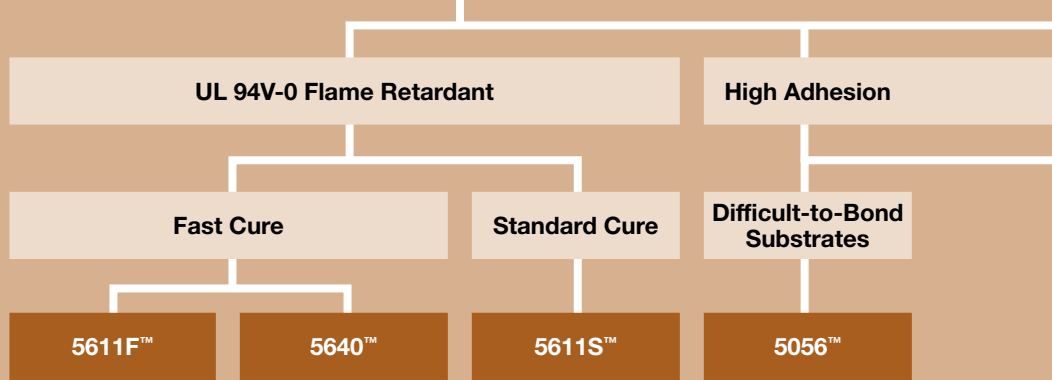 UL 94V-0 Flame Retardant
High Adhesion
Fast Cure
Standard Cure
Difficult-to-Bond
Substrates
5611F™
5640™
5611S™
5056™